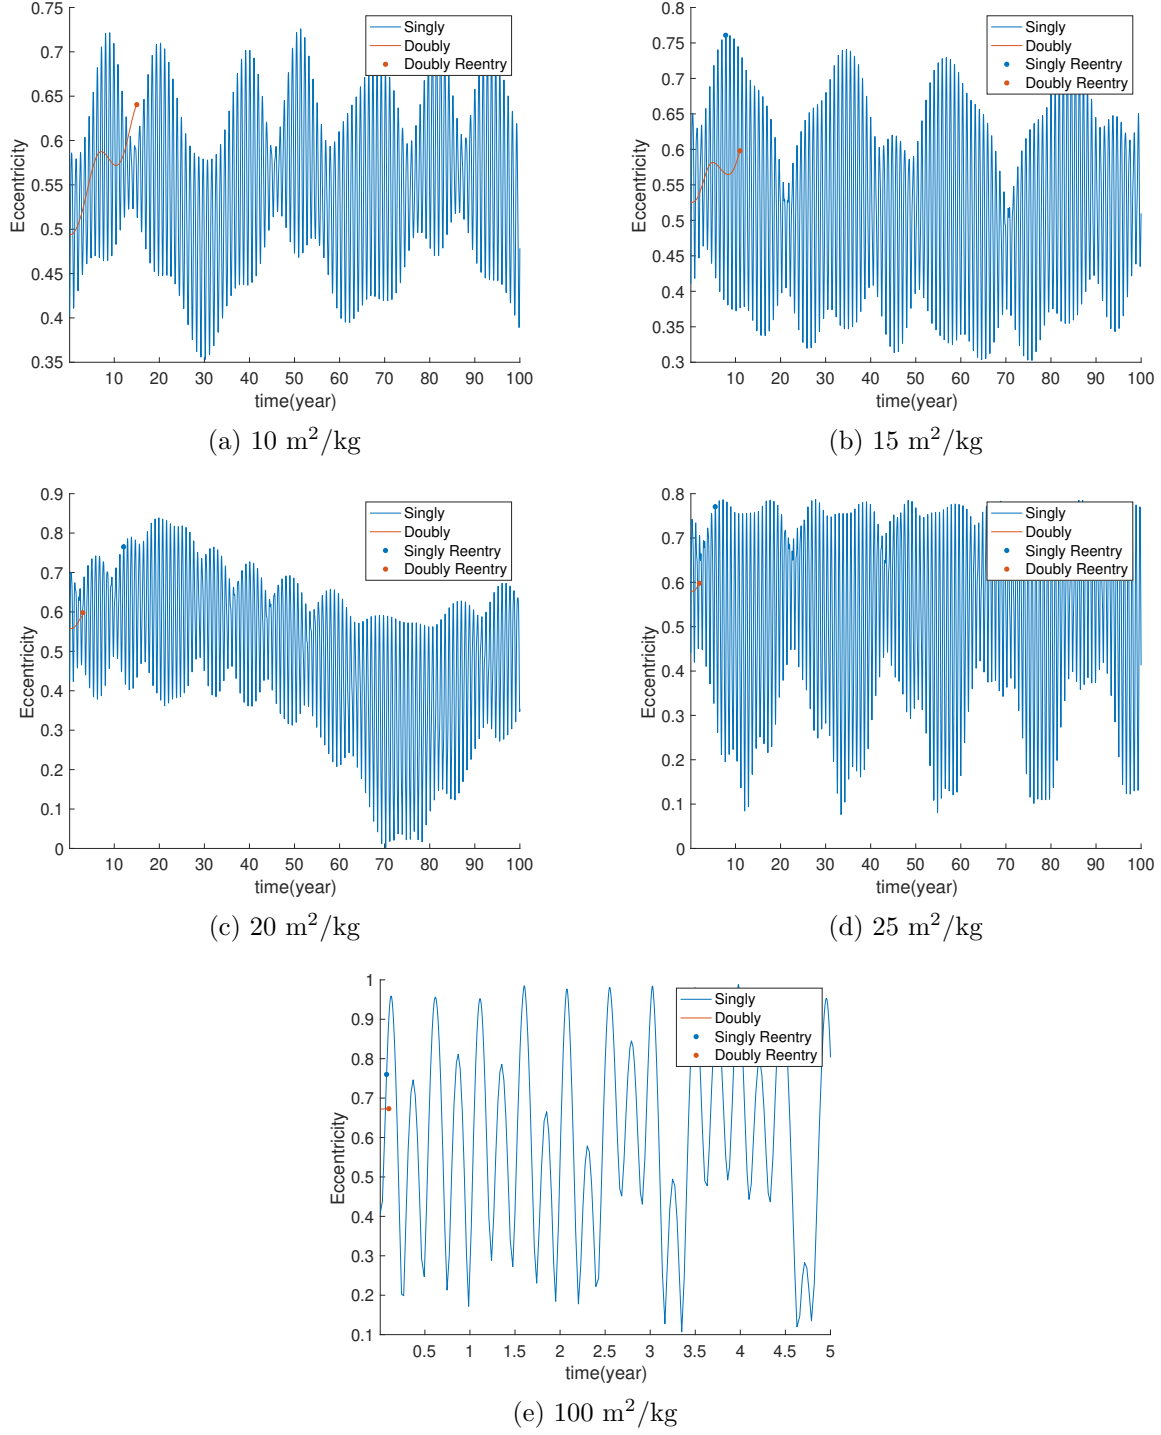 0.75
0.7
0.65
0.6
0.55
0.5
0.45
0.4
0.35
Eccentricity
10 20 30 40 50 60 70 80 90 100
time(year)
Singly
Doubly
Doubly Reentry
(a) 10 m²/kg
0.8
0.75
0.7
0.65
0.6
0.55
0.5
0.45
0.4
0.35
0.3
Eccentricity
10 20 30 40 50 60 70 80 90 100
time(year)
Singly
Doubly
Singly Reentry
Doubly Reentry
(b) 15 m²/kg
0.9
0.8
0.7
0.6
0.5
0.4
0.3
0.2
0.1
0
Eccentricity
10 20 30 40 50 60 70 80 90 100
time(year)
Singly
Doubly
Singly Reentry
Doubly Reentry
(c) 20 m²/kg
0.8
0.7
0.6
0.5
0.4
0.3
0.2
0.1
0
Eccentricity
10 20 30 40 50 60 70 80 90 100
time(year)
Singly
Doubly
Singly Reentry
Doubly Reentry
(d) 25 m²/kg
1
0.9
0.8
0.7
0.6
0.5
0.4
0.3
0.2
0.1
Eccentricity
0.5 1 1.5 2 2.5 3 3.5 4 4.5 5
time(year)
Singly
Doubly
Singly Reentry
Doubly Reentry
(e) 100 m²/kg